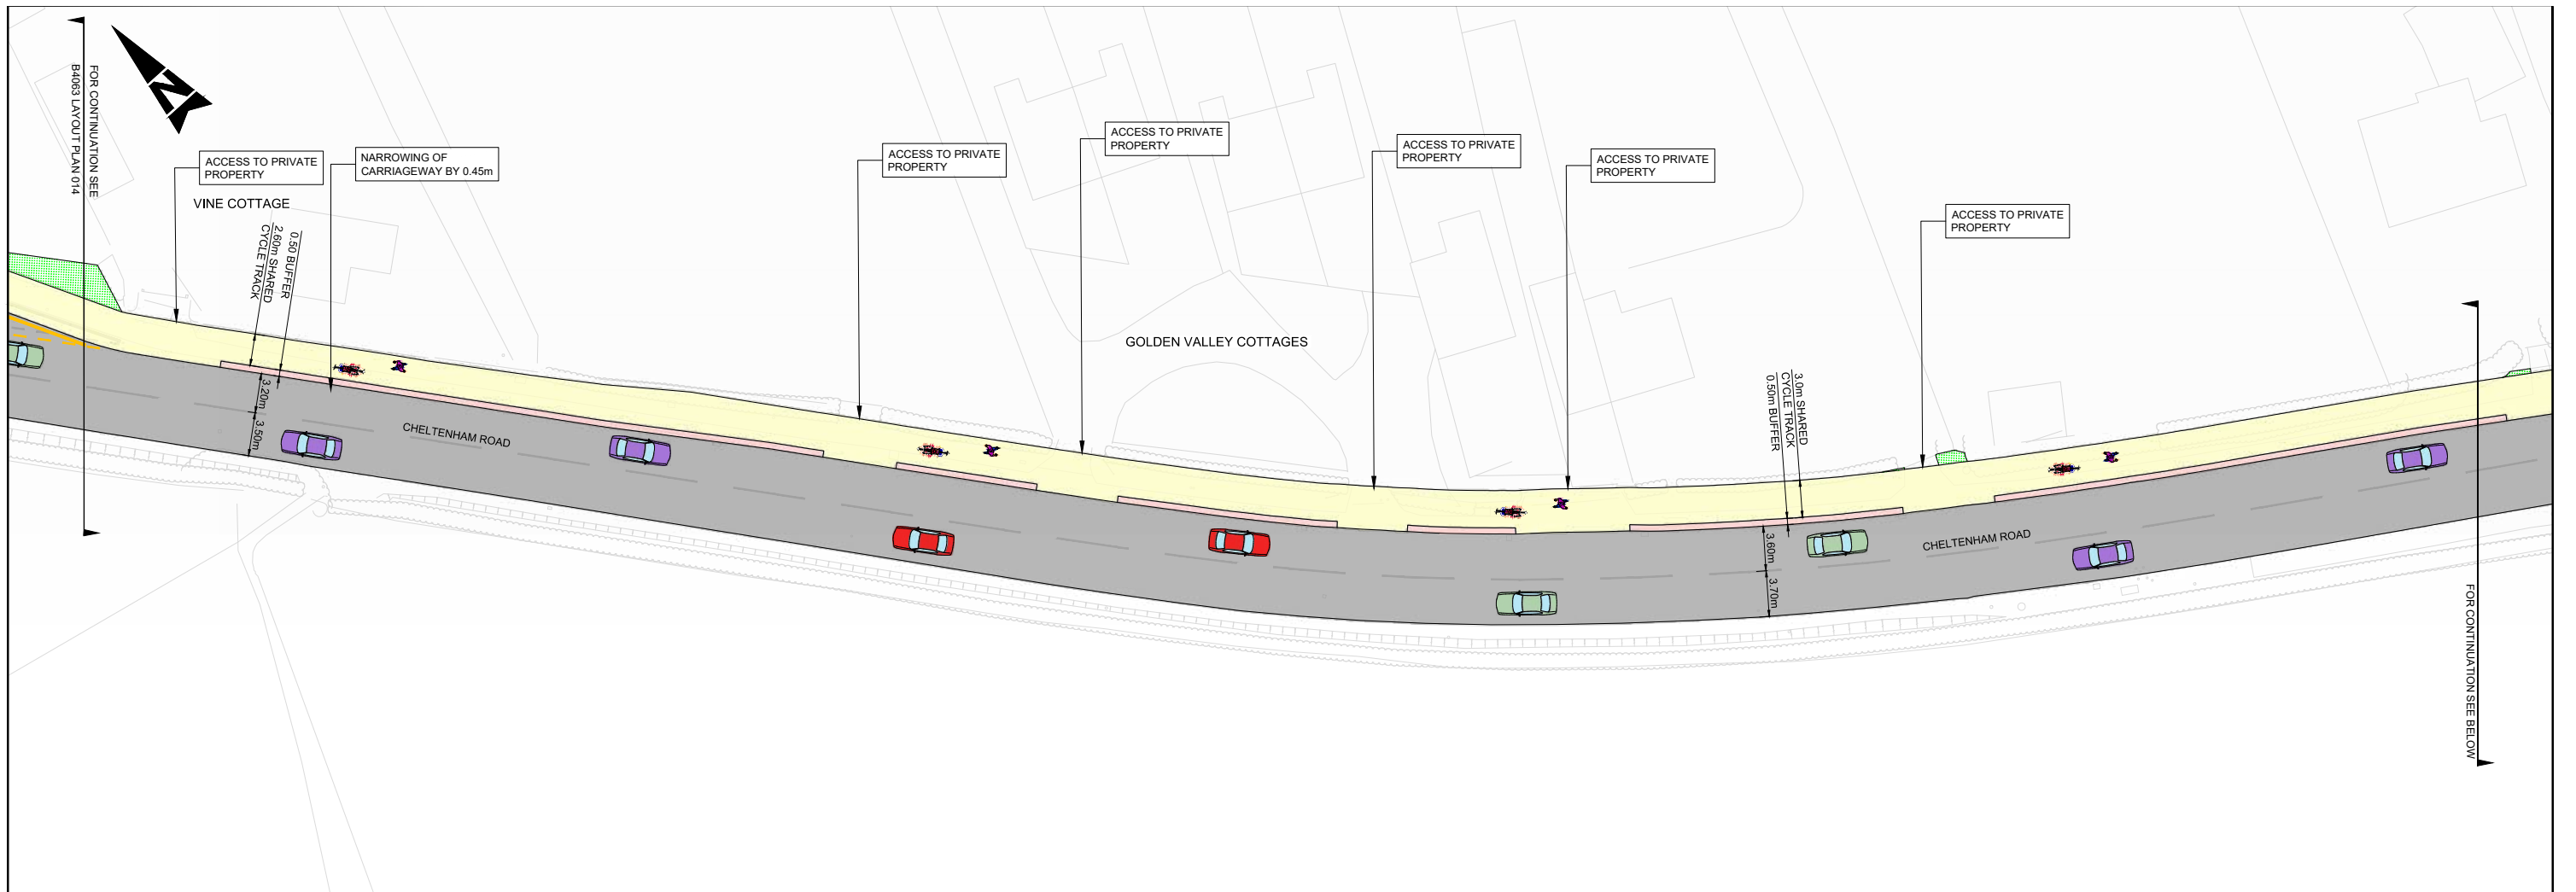 FOR CONTINUATION SEE
B4063 LAYOUT PLAN 014
N
ACCESS TO PRIVATE
PROPERTY
NARROWING OF
CARRIAGEWAY BY 0.45m
VINE COTTAGE
0.50 BUFFER
2.60m SHARED
CYCLE TRACK
3.20m
3.50m
CHELTENHAM ROAD
ACCESS TO PRIVATE
PROPERTY
ACCESS TO PRIVATE
PROPERTY
GOLDEN VALLEY COTTAGES
ACCESS TO PRIVATE
PROPERTY
ACCESS TO PRIVATE
PROPERTY
3.0m SHARED
CYCLE TRACK
0.50m BUFFER
3.60m
3.70m
ACCESS TO PRIVATE
PROPERTY
CHELTENHAM ROAD
FOR CONTINUATION SEE BELOW